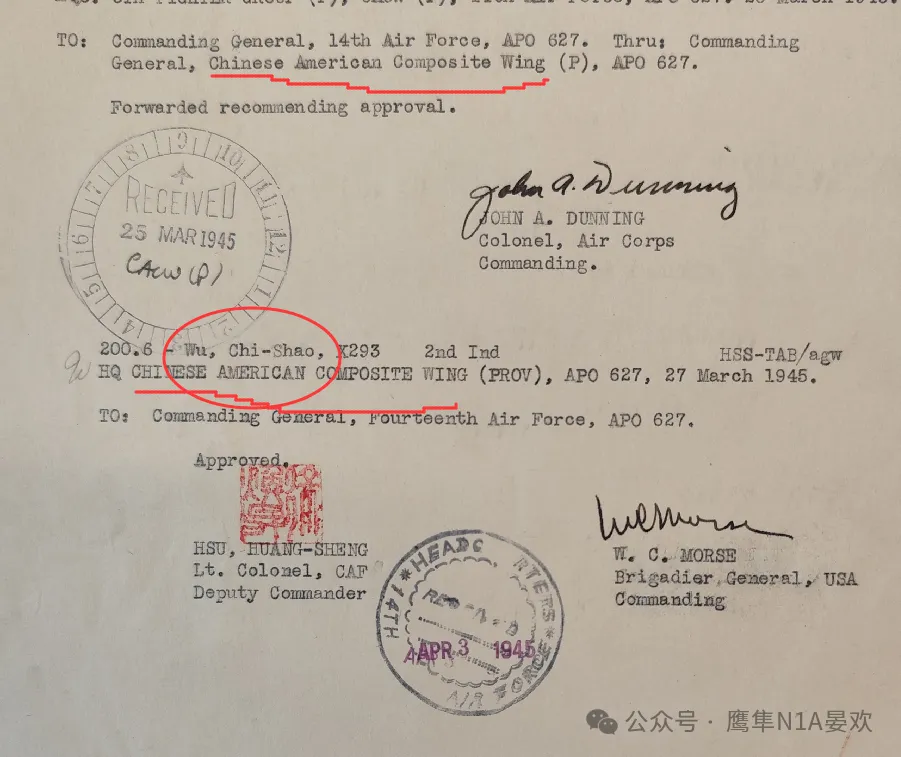 TO: Commanding General, 14th Air Force, APO 627. Thru: Commanding
General, Chinese American Composite Wing (P), APO 627.
Forwarded recommending approval.
John A. Dunning
JOHN A. DUNNING
Colonel, Air Corps
Commanding.
RECEIVED
25 MAR 1945
CACW (P)
200.6 - Wu, Chi-Shao, X293 2nd Ind HSS-TAB/agw
HQ CHINESE AMERICAN COMPOSITE WING (PROV), APO 627, 27 March 1945.
TO: Commanding General, Fourteenth Air Force, APO 627.
Approved.
HSU, HUANG-SHENG
Lt. Colonel, CAF
Deputy Commander
W C Morse
W. C. MORSE
Brigadier General, USA
Commanding
HEADQ RTERS
14TH
AIR FORCE
APR 3 1945
公众号 · 鹰隼N1A晏欢